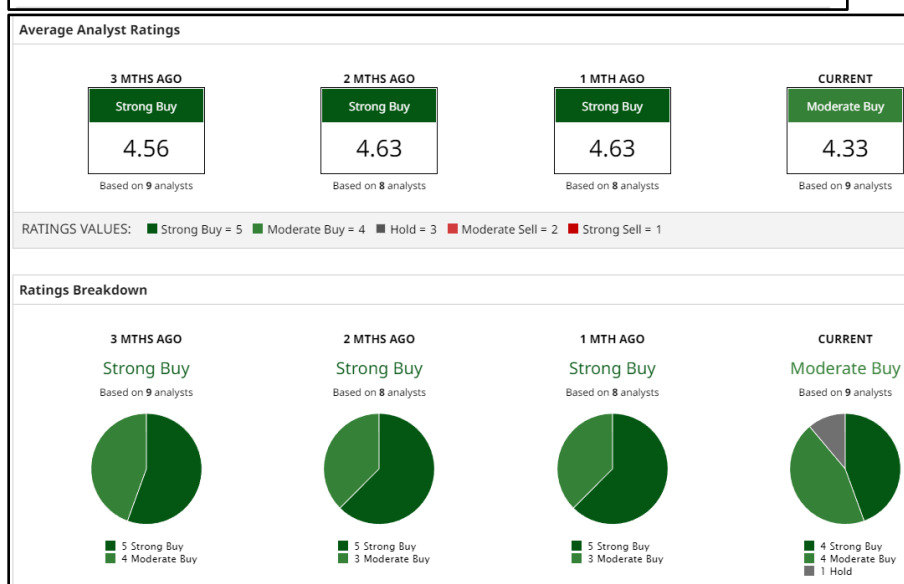 Average Analyst Ratings
3 MTHS AGO 2 MTHS AGO 1 MTH AGO CURRENT
Strong Buy Strong Buy Strong Buy Moderate Buy
4.56 4.63 4.63 4.33
Based on 9 analysts Based on 8 analysts Based on 8 analysts Based on 9 analysts
RATINGS VALUES: Strong Buy = 5 Moderate Buy = 4 Hold = 3 Moderate Sell = 2 Strong Sell = 1
Ratings Breakdown
3 MTHS AGO 2 MTHS AGO 1 MTH AGO CURRENT
Strong Buy Strong Buy Strong Buy Moderate Buy
Based on 9 analysts Based on 8 analysts Based on 8 analysts Based on 9 analysts
5 Strong Buy 5 Strong Buy 5 Strong Buy 4 Strong Buy
4 Moderate Buy 3 Moderate Buy 3 Moderate Buy 4 Moderate Buy
1 Hold